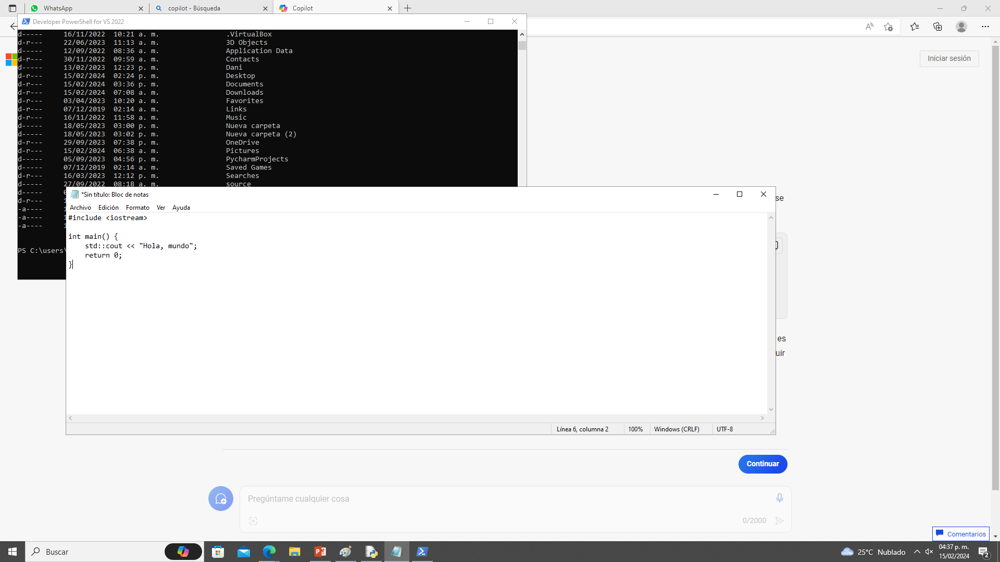 WhatsApp
copilot - Búsqueda
Copilot
Developer PowerShell for VS 2022
Iniciar sesión
d----- 16/11/2022 10:21 a. m. .VirtualBox
d-r--- 22/06/2023 11:13 a. m. 3D Objects
d----- 12/09/2022 08:36 a. m. Application Data
d-r--- 30/11/2022 09:59 a. m. Contacts
d----- 13/02/2023 12:23 p. m. Dani
d-r--- 15/02/2024 02:24 p. m. Desktop
d-r--- 15/02/2024 03:36 p. m. Documents
d-r--- 15/02/2024 07:08 a. m. Downloads
d-r--- 03/04/2023 10:20 a. m. Favorites
d-r--- 07/12/2019 02:14 a. m. Links
d-r--- 16/11/2022 11:58 a. m. Music
d----- 18/05/2023 03:00 p. m. Nueva carpeta
d----- 18/05/2023 03:02 p. m. Nueva carpeta (2)
d-r--- 29/09/2023 07:38 p. m. OneDrive
d-r--- 15/02/2024 06:38 a. m. Pictures
d----- 05/09/2023 04:56 p. m. PycharmProjects
d----- 07/12/2019 02:14 a. m. Saved Games
d-r--- 16/03/2023 12:12 p. m. Searches
d----- 27/09/2022 08:18 a. m. source
d-----
d-r--- 1
-a---- 1
-a---- 1
-a---- 1
PS C:\users\
*Sin título: Bloc de notas
Archivo Edición Formato Ver Ayuda
#include <iostream>
int main() {
std::cout << "Hola, mundo";
return 0;
}
Línea 6, columna 2 100% Windows (CRLF) UTF-8
se
es
uir
Continuar
Pregúntame cualquier cosa
0/2000
Comentarios
Buscar
25°C Nublado
04:37 p. m.
15/02/2024
2